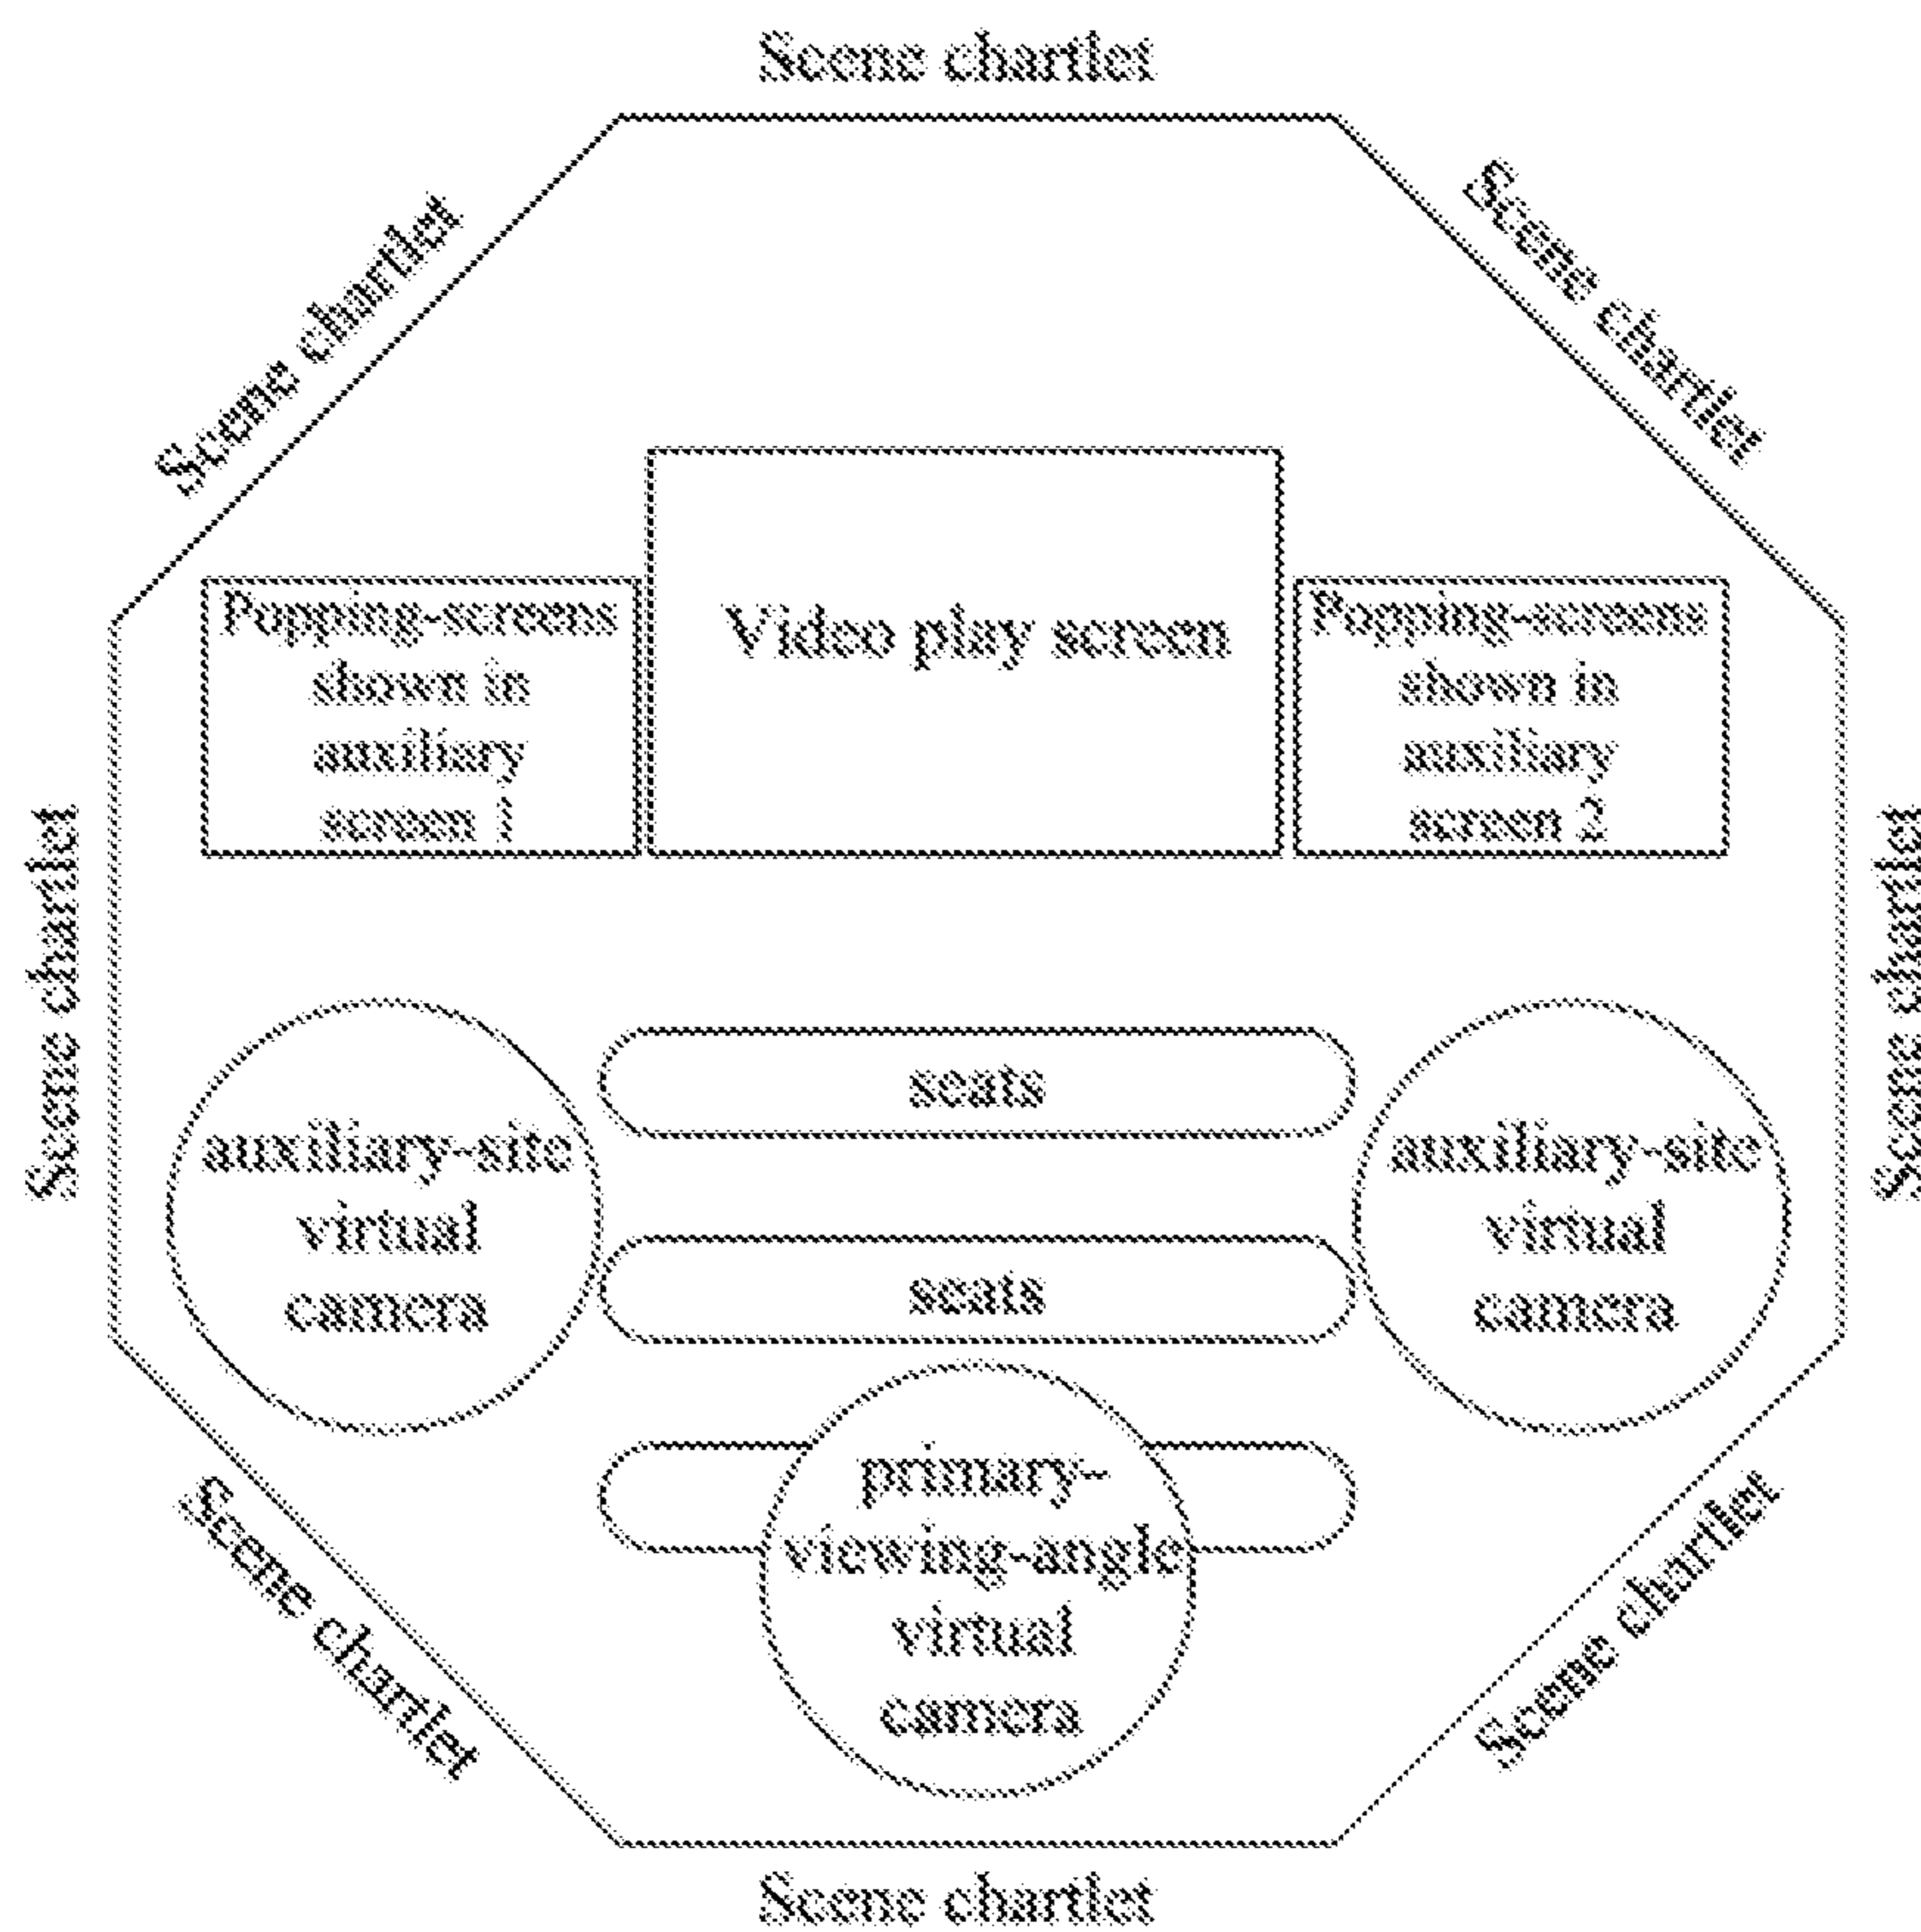 Scene chartlet
Scene chartlet
Scene chartlet
Video play screen
Popping-screens
shown in
auxiliary
screen 1
Popping-screens
shown in
auxiliary
screen 2
Scene chartlet
Scene chartlet
seats
auxiliary-site
virtual
camera
auxiliary-site
virtual
camera
seats
primary-
viewing-angle
virtual
camera
Scene chartlet
Scene chartlet
Scene chartlet